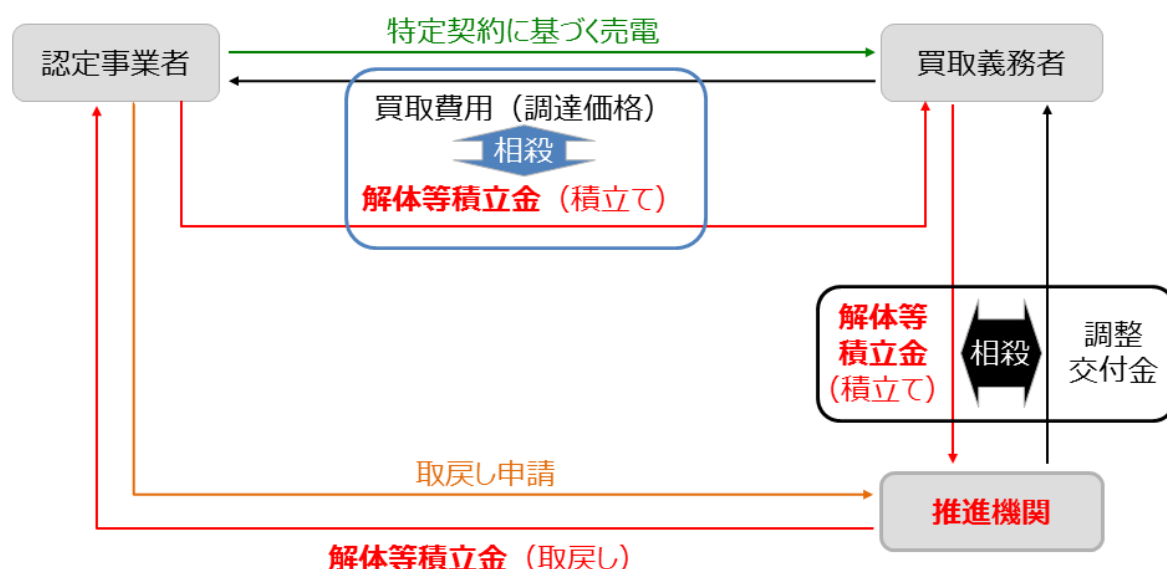 特定契約に基づく売電
認定事業者
買取義務者
買取費用（調達価格）
相殺
解体等積立金（積立て）
解体等
積立金
（積立て）
相殺
調整
交付金
取戻し申請
推進機関
解体等積立金（取戻し）